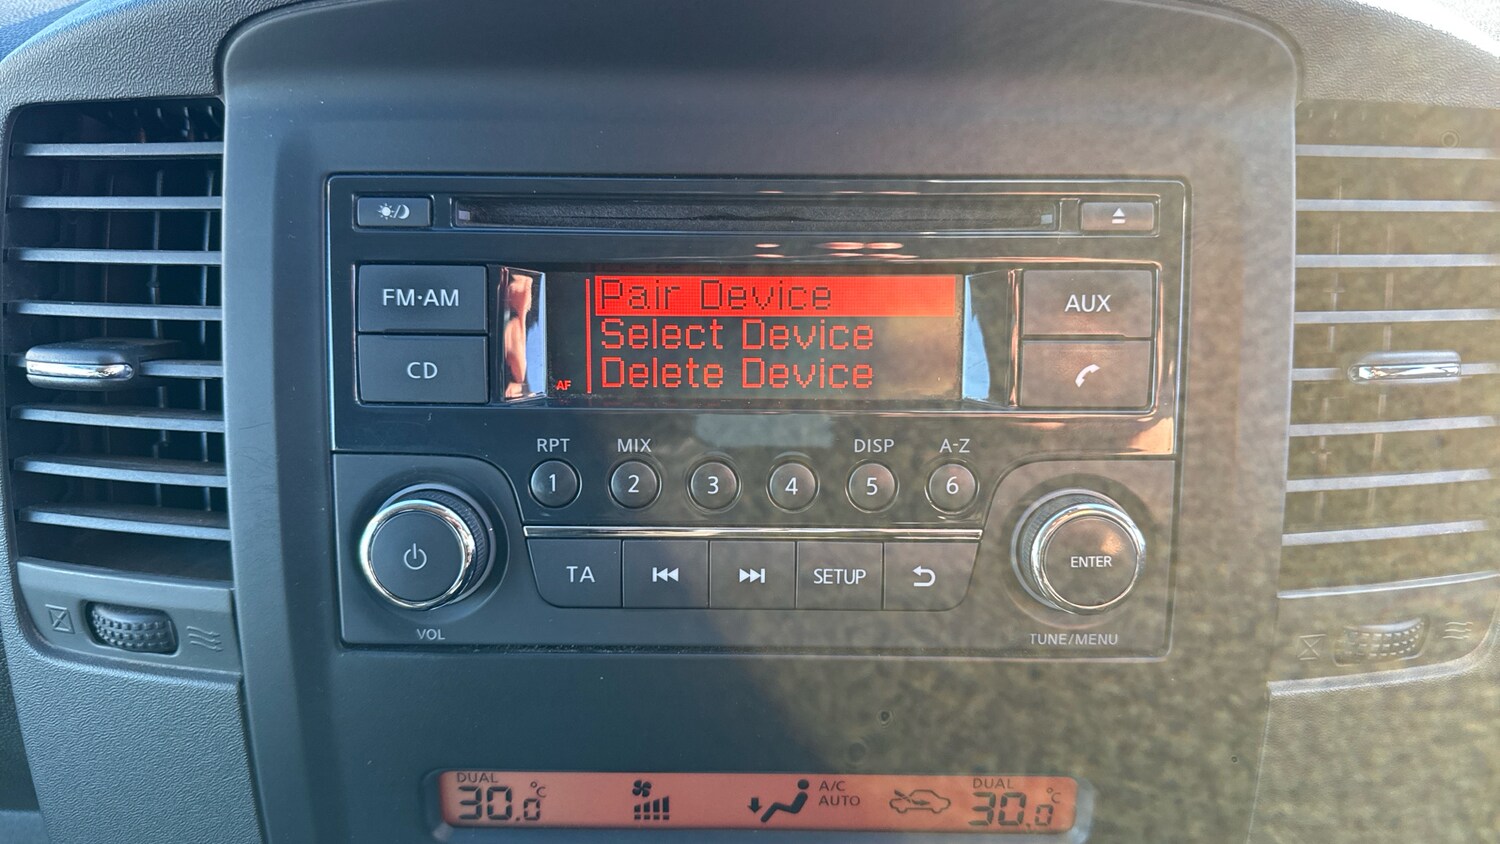 FM·AM
CD
Pair Device
Select Device
Delete Device
AF
AUX
RPT MIX DISP A-Z
1 2 3 4 5 6
TA SETUP
ENTER
VOL
TUNE/MENU
DUAL
30.0°C
A/C
AUTO
DUAL
30.0°C